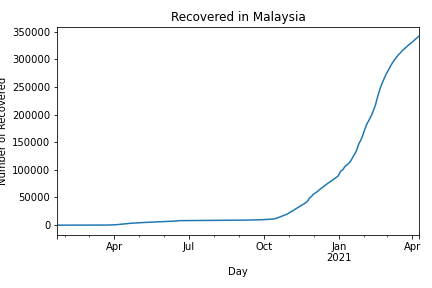 Recovered in Malaysia
350000
300000
250000
200000
150000
100000
50000
0
Number of Recovered
Apr
Jul
Oct
Jan
2021
Apr
Day